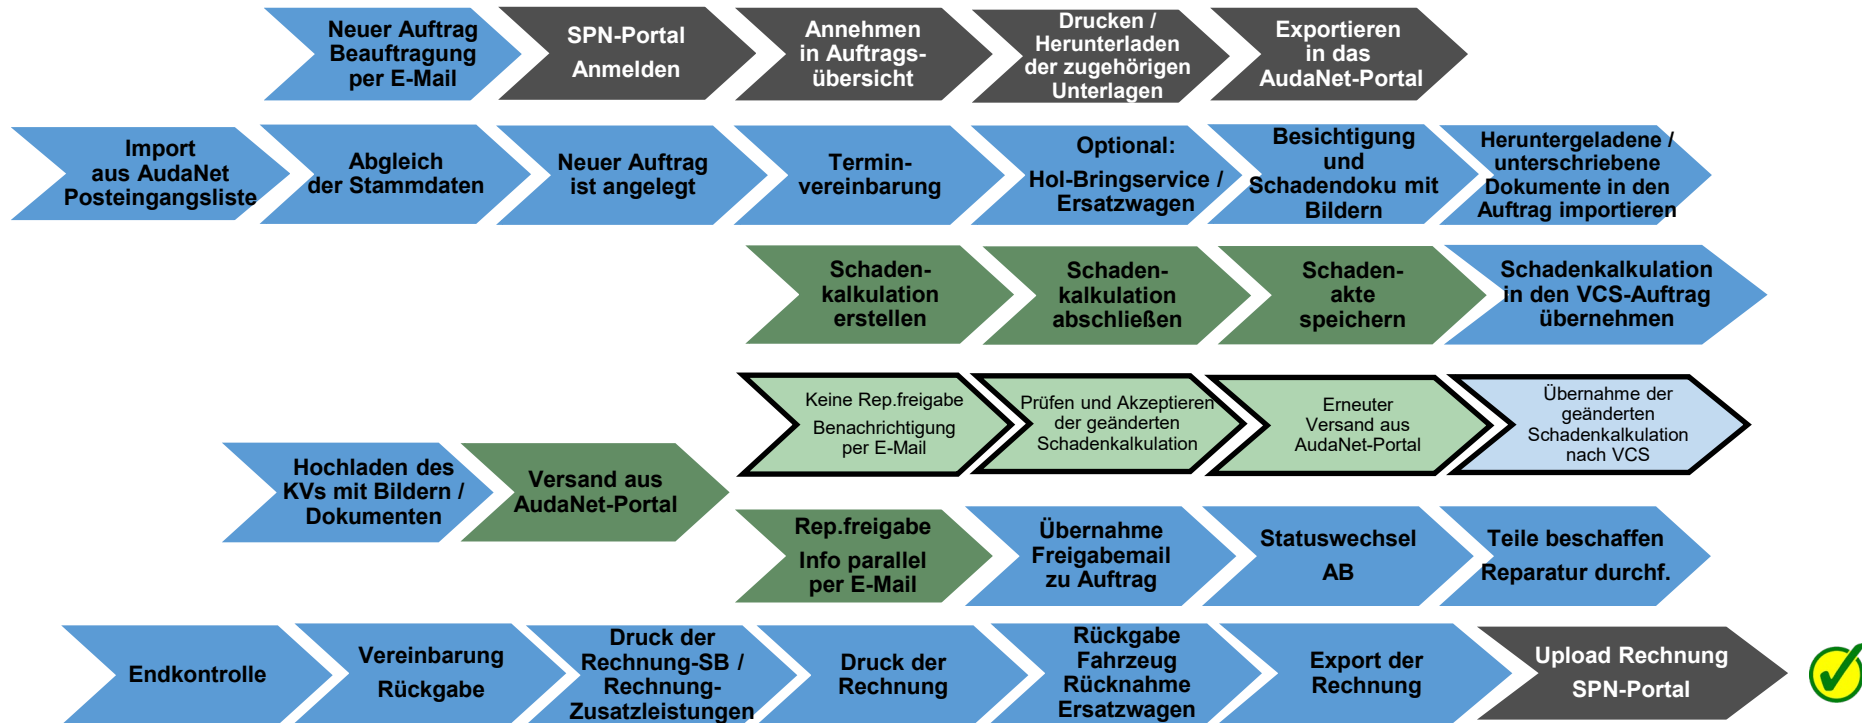 Neuer Auftrag
Beauftragung
per E-Mail
SPN-Portal
Anmelden
Annehmen
in Auftrags-
übersicht
Drucken /
Herunterladen
der zugehörigen
Unterlagen
Exportieren
in das
AudaNet-Portal
Import
aus AudaNet
Posteingangsliste
Abgleich
der Stammdaten
Neuer Auftrag
ist angelegt
Termin-
vereinbarung
Optional:
Hol-Bringservice /
Ersatzwagen
Besichtigung
und
Schadendoku mit
Bildern
Heruntergeladene /
unterschriebene
Dokumente in den
Auftrag importieren
Schaden-
kalkulation
erstellen
Schaden-
kalkulation
abschließen
Schaden-
akte
speichern
Schadenkalkulation
in den VCS-Auftrag
übernehmen
Keine Rep.freigabe
Benachrichtigung
per E-Mail
Prüfen und Akzeptieren
der geänderten
Schadenkalkulation
Erneuter
Versand aus
AudaNet-Portal
Übernahme der
geänderten
Schadenkalkulation
nach VCS
Hochladen des
KVs mit Bildern /
Dokumenten
Versand aus
AudaNet-Portal
Rep.freigabe
Info parallel
per E-Mail
Übernahme
Freigabemail
zu Auftrag
Statuswechsel
AB
Teile beschaffen
Reparatur durchf.
Endkontrolle
Vereinbarung
Rückgabe
Druck der
Rechnung-SB /
Rechnung-
Zusatzleistungen
Druck der
Rechnung
Rückgabe
Fahrzeug
Rücknahme
Ersatzwagen
Export der
Rechnung
Upload Rechnung
SPN-Portal